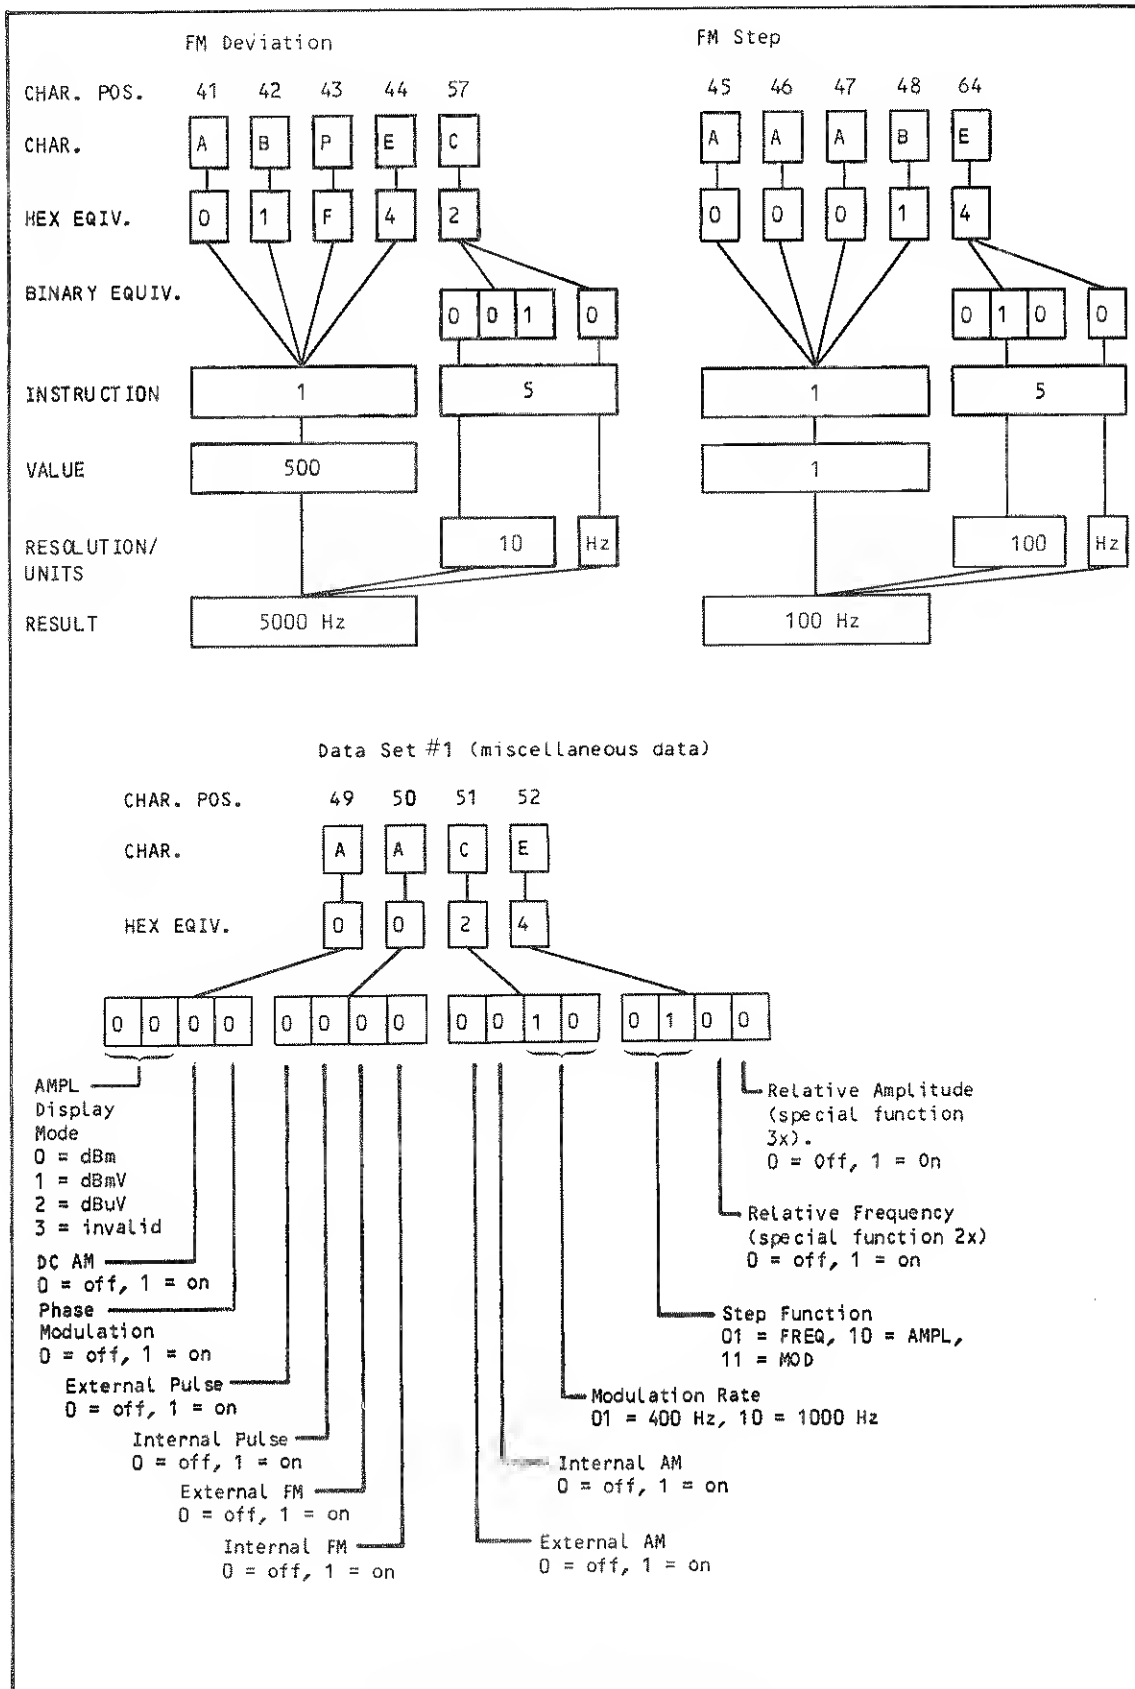 FM Deviation
FM Step
CHAR. POS. 41 42 43 44 57 45 46 47 48 64
CHAR. A B P E C A A A B E
HEX EQIV. 0 1 F 4 2 0 0 0 1 4
BINARY EQUIV. 0 0 1 0 0 1 0 0
INSTRUCTION 1 5 1 5
VALUE 500 1
RESOLUTION/ 10 Hz 100 Hz
UNITS
RESULT 5000 Hz 100 Hz
Data Set #1 (miscellaneous data)
CHAR. POS. 49 50 51 52
CHAR. A A C E
HEX EQIV. 0 0 2 4
0 0 0 0 0 0 0 0 0 0 1 0 0 1 0 0
AMPL
Display
Mode
0 = dBm
1 = dBmV
2 = dBuV
3 = invalid
DC AM
0 = off, 1 = on
Phase
Modulation
0 = off, 1 = on
External Pulse
0 = off, 1 = on
Internal Pulse
0 = off, 1 = on
External FM
0 = off, 1 = on
Internal FM
0 = off, 1 = on
Relative Amplitude
(special function
3x).
0 = Off, 1 = On
Relative Frequency
(special function 2x)
0 = off, 1 = on
Step Function
01 = FREQ, 10 = AMPL,
11 = MOD
Modulation Rate
01 = 400 Hz, 10 = 1000 Hz
Internal AM
0 = off, 1 = on
External AM
0 = off, 1 = on